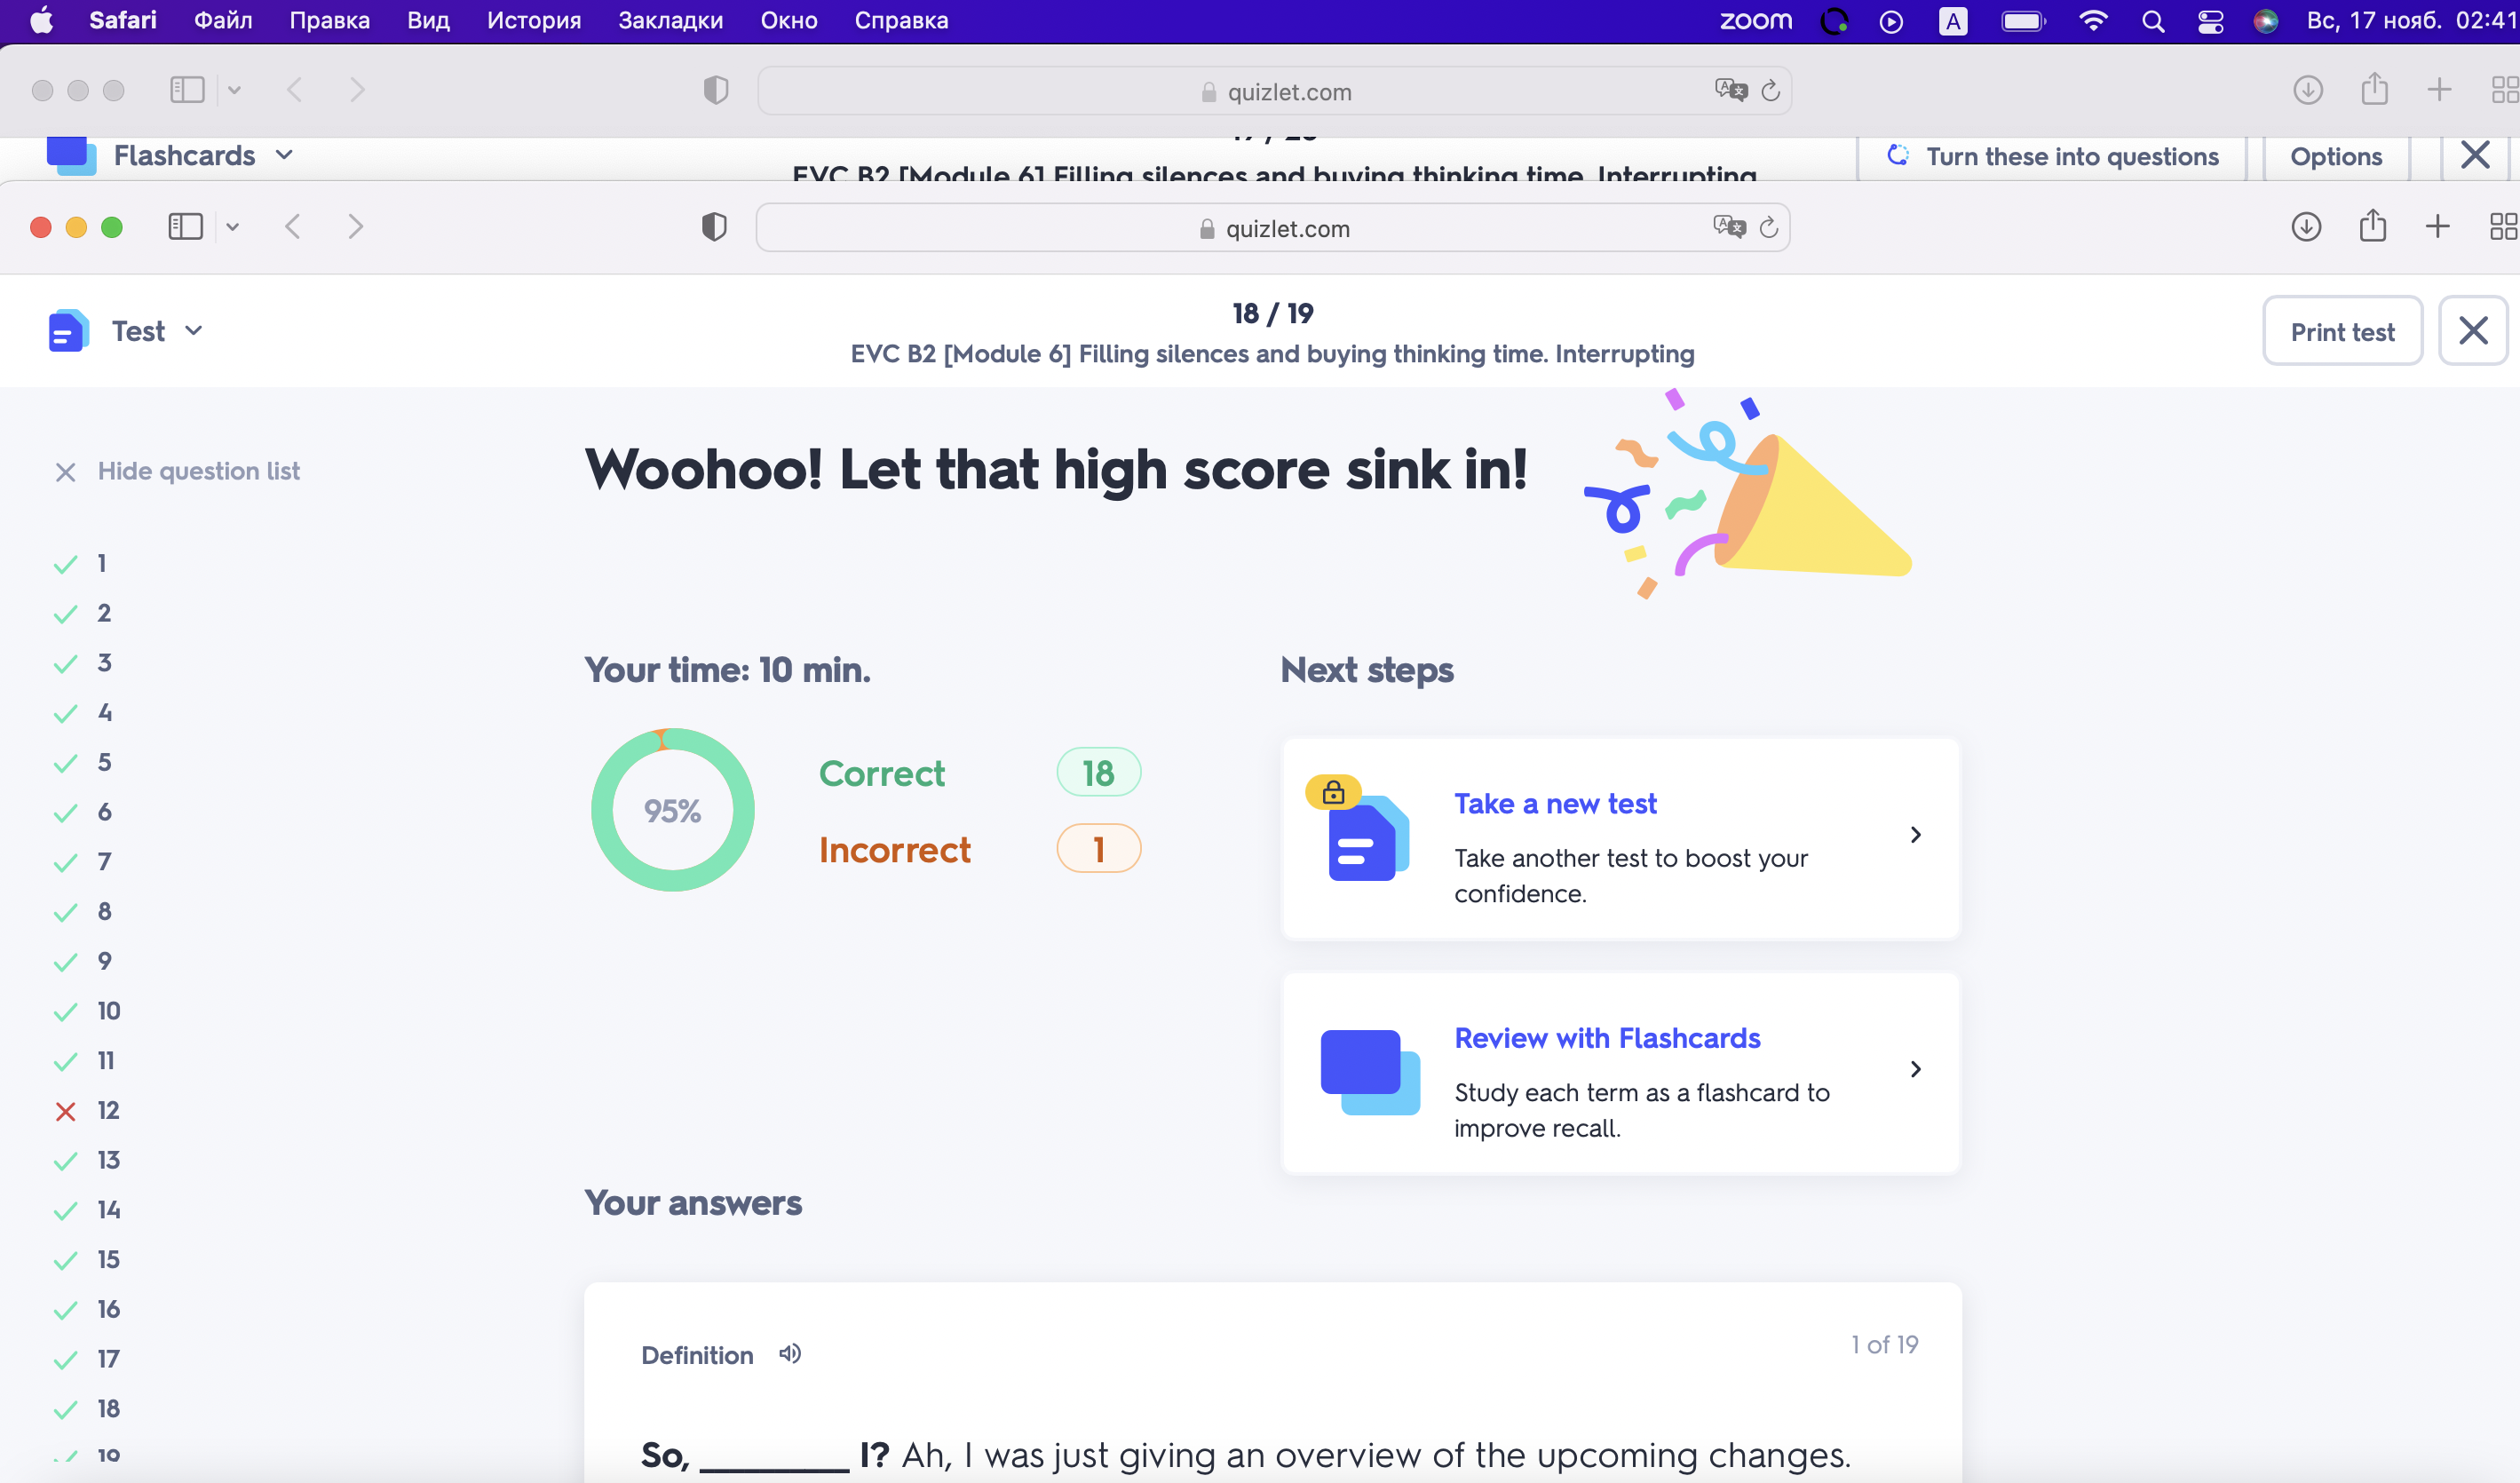 Safari Файл Правка Вид История Закладки Окно Справка zoom A Вс, 17 нояб. 02:41
quizlet.com
Flashcards
EVC B2 [Module 6] Filling silences and buying thinking time. Interrupting
Turn these into questions
Options
quizlet.com
Test
18 / 19
EVC B2 [Module 6] Filling silences and buying thinking time. Interrupting
Print test
Hide question list
1
2
3
4
5
6
7
8
9
10
11
12
13
14
15
16
17
18
19
Woohoo! Let that high score sink in!
Your time: 10 min.
95%
Correct 18
Incorrect 1
Next steps
Take a new test
Take another test to boost your
confidence.
Review with Flashcards
Study each term as a flashcard to
improve recall.
Your answers
Definition
1 of 19
So, ________ I? Ah, I was just giving an overview of the upcoming changes.